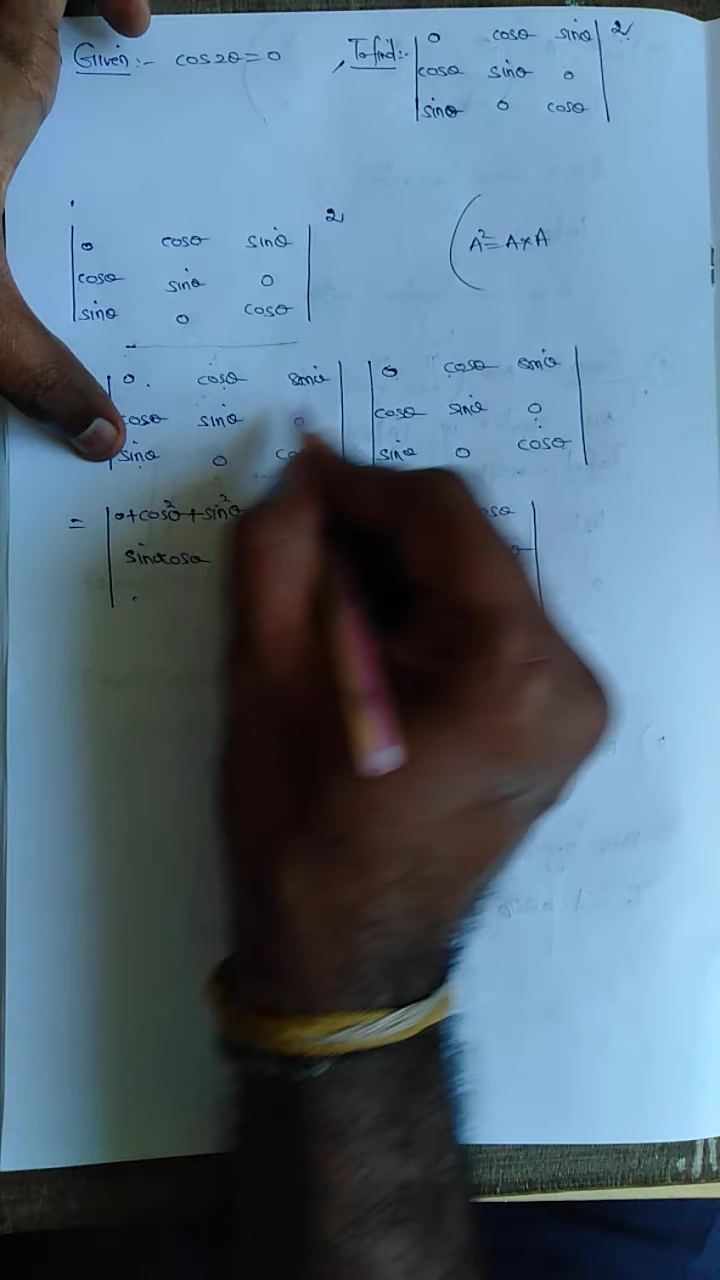 Given :- cos2θ=0 , To find:- | 0 cosθ sinθ | 2
| cosθ sinθ 0 |
| sinθ 0 cosθ |
| 0 cosθ sinθ | 2
| cosθ sinθ 0 |
| sinθ 0 cosθ |
( A²= A×A
| 0 cosθ sinθ | | 0 cosθ sinθ |
cosθ sinθ 0 | cosθ sinθ 0 |
| sinθ 0 | sinθ 0 cosθ |
= | 0+cos²θ+sin²θ
| sinθcosθ